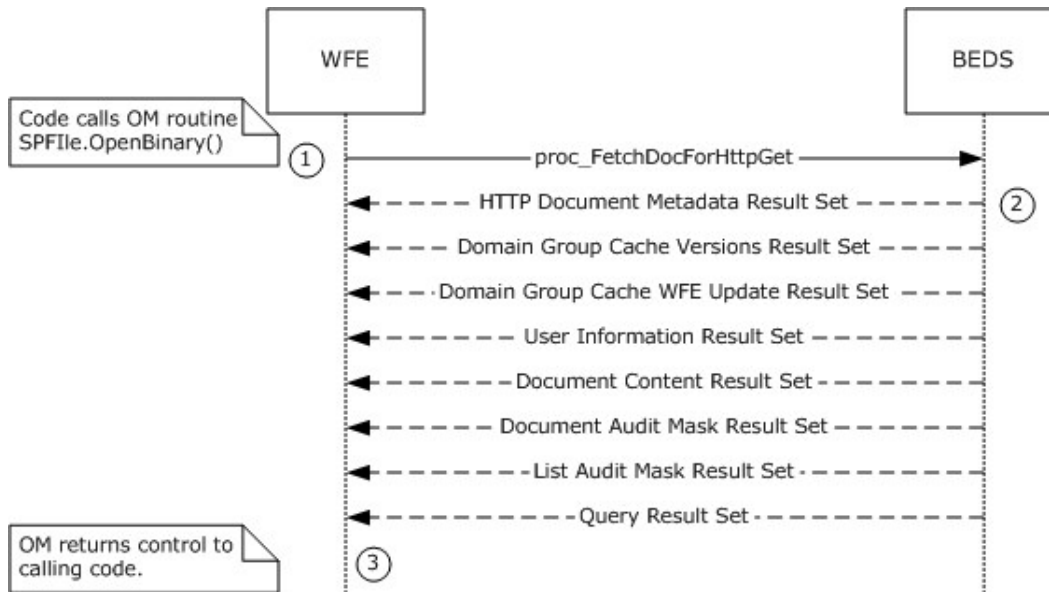 WFE
BEDS
Code calls OM routine
SPFIle.OpenBinary()
1
proc_FetchDocForHttpGet
HTTP Document Metadata Result Set
2
Domain Group Cache Versions Result Set
Domain Group Cache WFE Update Result Set
User Information Result Set
Document Content Result Set
Document Audit Mask Result Set
List Audit Mask Result Set
Query Result Set
OM returns control to
calling code.
3